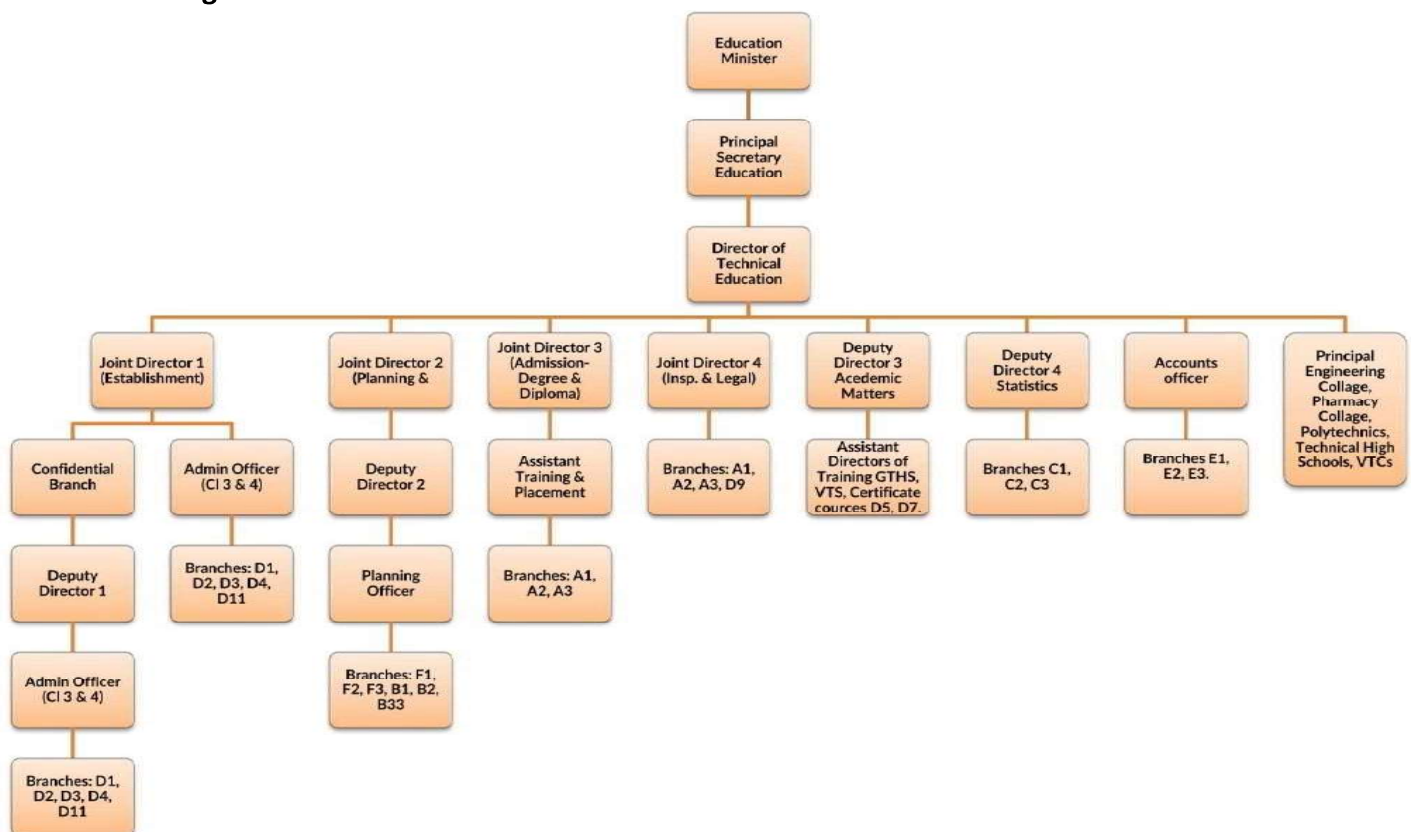 Education
Minister
Principal
Secretary
Education
Director of
Technical
Education
Joint Director 1
(Establishment)
Joint Director 2
(Planning &
Joint Director 3
(Admission-
Degree &
Diploma)
Joint Director 4
(Insp. & Legal)
Deputy
Director 3
Acedemic
Matters
Deputy
Director 4
Statistics
Accounts
officer
Principal
Engineering
Collage,
Pharmacy
Collage,
Polytechnics,
Technical High
Schools, VTCs
Confidential
Branch
Admin Officer
(Cl 3 & 4)
Deputy
Director 2
Assistant
Training &
Placement
Branches: A1,
A2, A3, D9
Assistant
Directors of
Training GTHS,
VTS, Certificate
cources D5, D7.
Branches C1,
C2, C3
Branches E1,
E2, E3.
Deputy
Director 1
Branches: D1,
D2, D3, D4,
D11
Planning
Officer
Branches: A1,
A2, A3
Admin Officer
(Cl 3 & 4)
Branches: F1,
F2, F3, B1, B2,
B33
Branches: D1,
D2, D3, D4,
D11